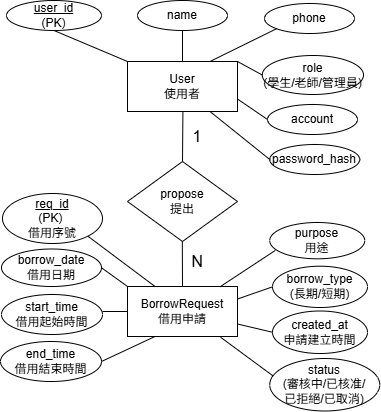 user_id
(PK)
name
phone
User
使用者
role
(學生/老師/管理員)
account
password_hash
1
propose
提出
N
req_id
(PK)
借用序號
borrow_date
借用日期
start_time
借用起始時間
end_time
借用結束時間
BorrowRequest
借用申請
purpose
用途
borrow_type
(長期/短期)
created_at
申請建立時間
status
(審核中/已核准/
已拒絕/已取消)